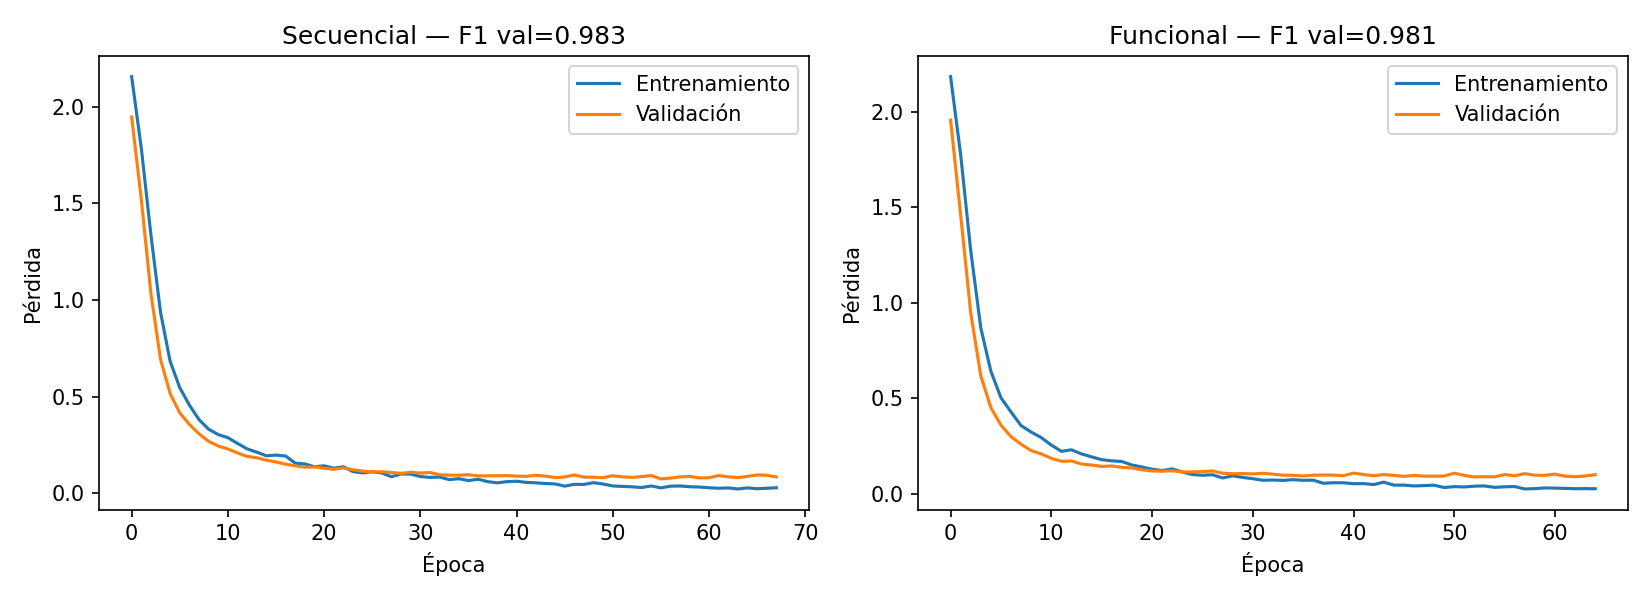 Secuencial — F1 val=0.983
Entrenamiento
Validación
2.0
1.5
1.0
0.5
0.0
Pérdida
0 10 20 30 40 50 60 70
Época
Funcional — F1 val=0.981
Entrenamiento
Validación
2.0
1.5
1.0
0.5
0.0
Pérdida
0 10 20 30 40 50 60
Época